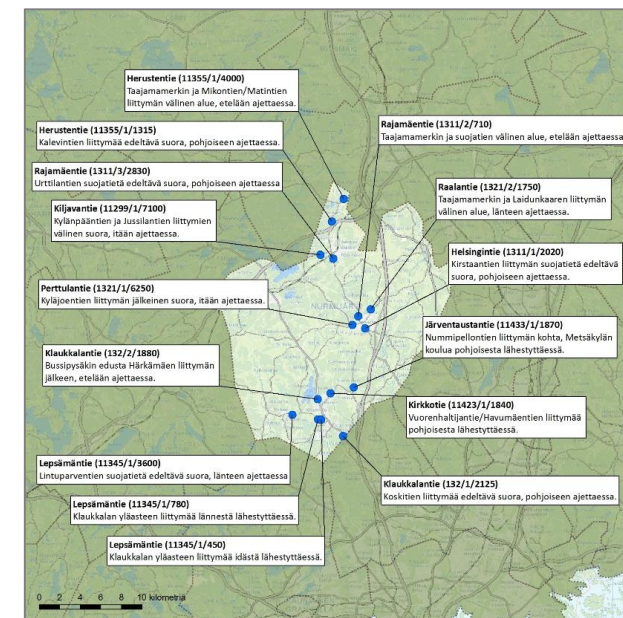 Herustentie (11355/1/4000)
Taajamamerkin ja Mikontien/Matintien
liittymän välinen alue, etelään ajettaessa.
Herustentie (11355/1/1315)
Kalevintien liittymää edeltävä suora, pohjoiseen ajettaessa.
Rajamäentie (1311/2/710)
Taajamamerkin ja suojatien välinen alue, etelään ajettaessa
Rajamäentie (1311/3/2830)
Urttilantien suojatietä edeltävä suora, pohjoiseen ajettaessa
Raalantie (1321/2/1750)
Taajamamerkin ja Laidunkaaren liittymän
välinen alue, länteen ajettaessa.
Kiljavantie (11299/1/7100)
Kylänpääntien ja Jussilantien liittymien
välinen suora, itään ajettaessa.
Helsingintie (1311/1/2020)
Kirstaantien liittymän suojatietä edeltävä
suora, pohjoiseen ajettaessa.
Perttulantie (1321/1/6250)
Kyläjoentien liittymän jälkeinen suora, itään ajettaessa.
NURMIJÄRVI
Järventaustantie (11433/1/1870)
Nummipellontien liittymän kohta, Metsäkylän
koulua pohjoisesta lähestyttäessä.
Klaukkalantie (132/2/1880)
Bussipysäkin edusta Härkämäen liittymän
jälkeen, etelään ajettaessa.
Kirkkotie (11423/1/1840)
Vuorenhaltijantie/Havumäentien liittymää
pohjoisesta lähestyttäessä.
Lepsämäntie (11345/1/3600)
Lintuparventien suojatietä edeltävä suora, länteen ajettaessa
Klaukkalantie (132/1/2125)
Koskitien liittymää edeltävä suora, pohjoiseen ajettaessa.
Lepsämäntie (11345/1/780)
Klaukkalan yläasteen liittymää lännestä lähestyttäessä.
Lepsämäntie (11345/1/450)
Klaukkalan yläasteen liittymää idästä lähestyttäessä.
0 2 4 6 8 10 kilometriä